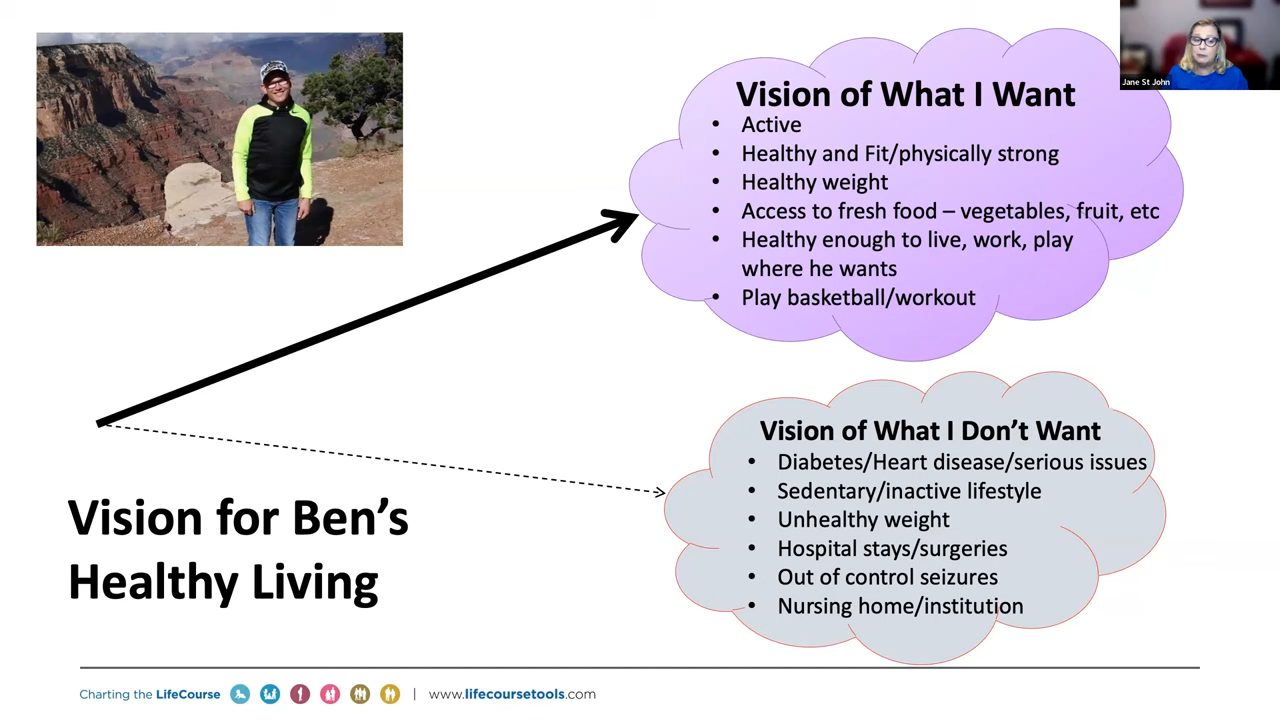 Jane St John
Vision of What I Want
• Active
• Healthy and Fit/physically strong
• Healthy weight
• Access to fresh food – vegetables, fruit, etc
• Healthy enough to live, work, play
where he wants
• Play basketball/workout
Vision of What I Don’t Want
• Diabetes/Heart disease/serious issues
• Sedentary/inactive lifestyle
• Unhealthy weight
• Hospital stays/surgeries
• Out of control seizures
• Nursing home/institution
Vision for Ben’s
Healthy Living
Charting the LifeCourse | www.lifecoursetools.com